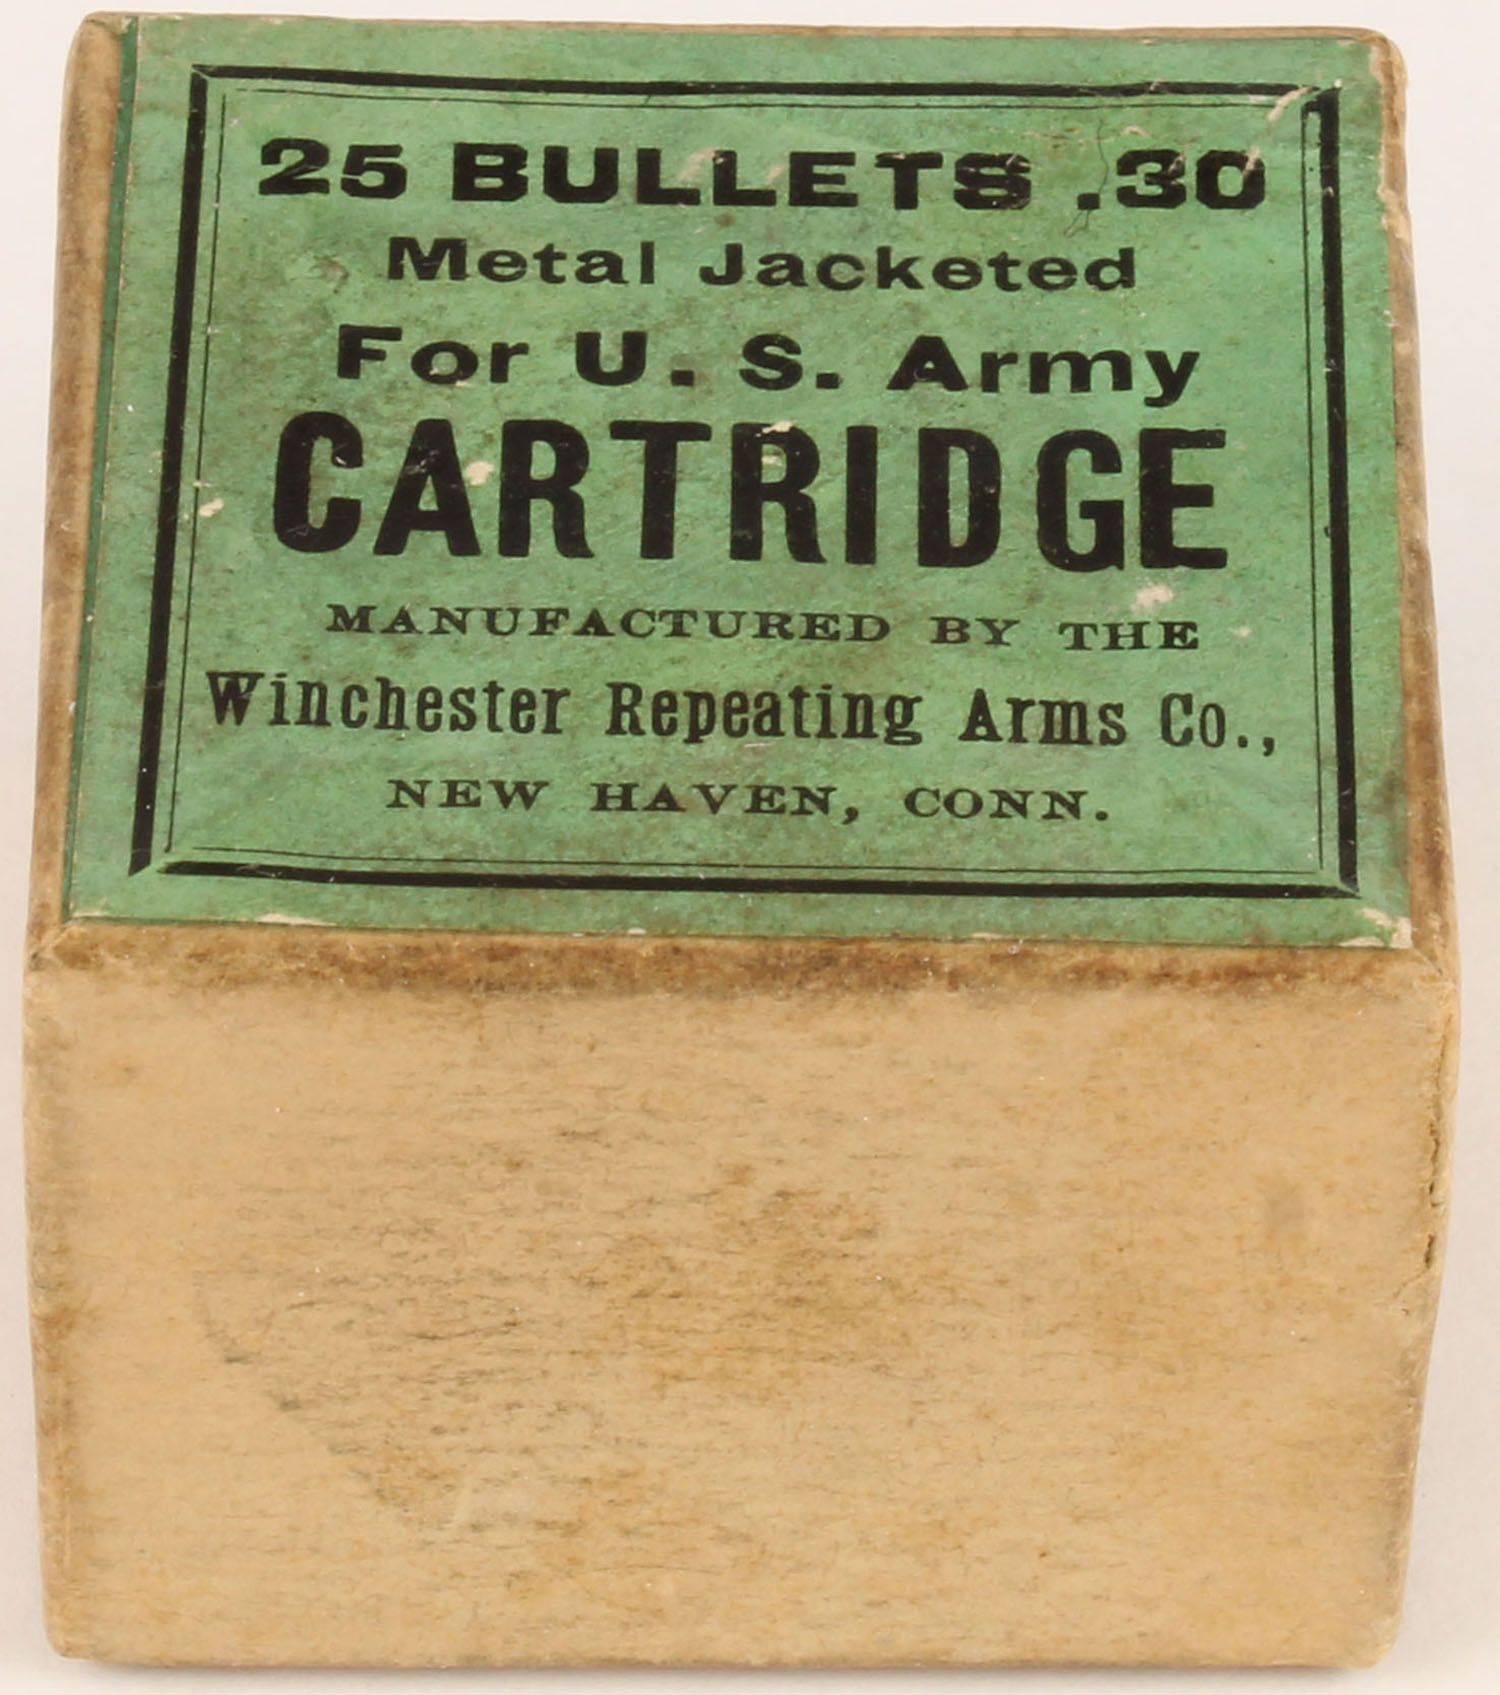 25 BULLETS .30
Metal Jacketed
For U. S. Army
CARTRIDGE
MANUFACTURED BY THE
Winchester Repeating Arms Co.,
NEW HAVEN, CONN.